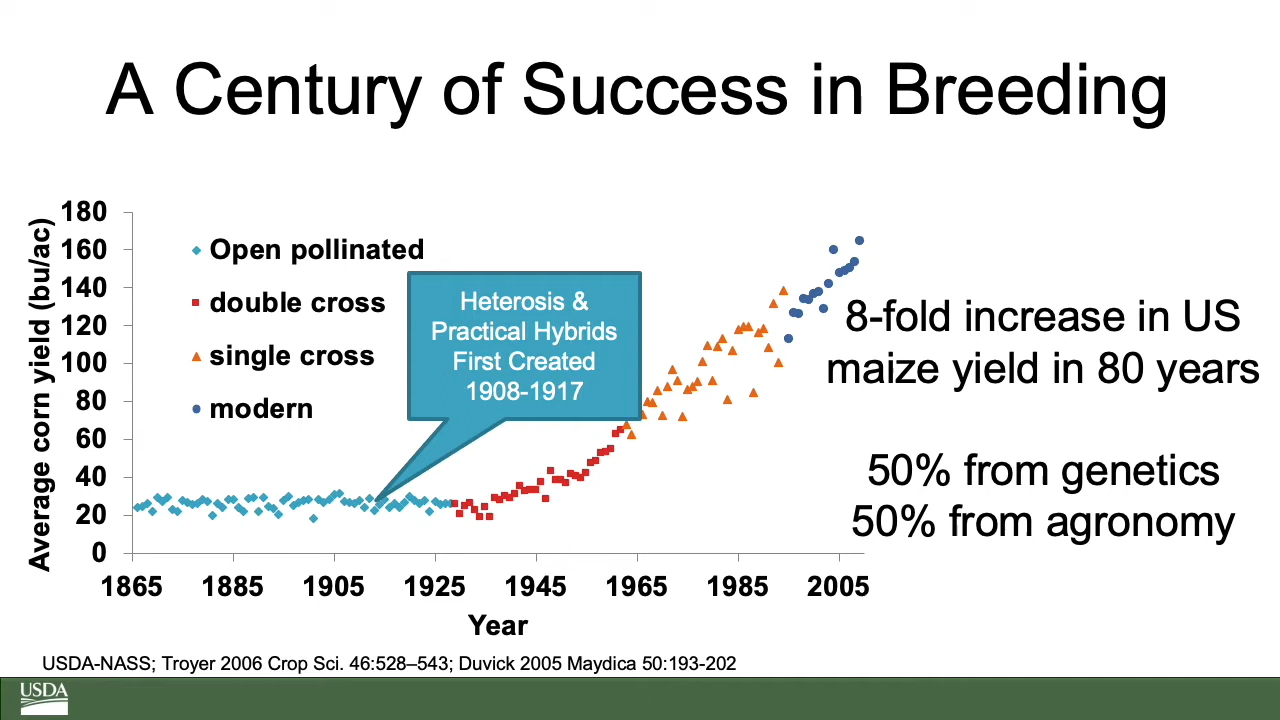 A Century of Success in Breeding
Average corn yield (bu/ac)
180
160
140
120
100
80
60
40
20
0
Open pollinated
double cross
single cross
modern
Heterosis &
Practical Hybrids
First Created
1908-1917
1865 1885 1905 1925 1945 1965 1985 2005
Year
8-fold increase in US
maize yield in 80 years
50% from genetics
50% from agronomy
USDA-NASS; Troyer 2006 Crop Sci. 46:528–543; Duvick 2005 Maydica 50:193-202
USDA